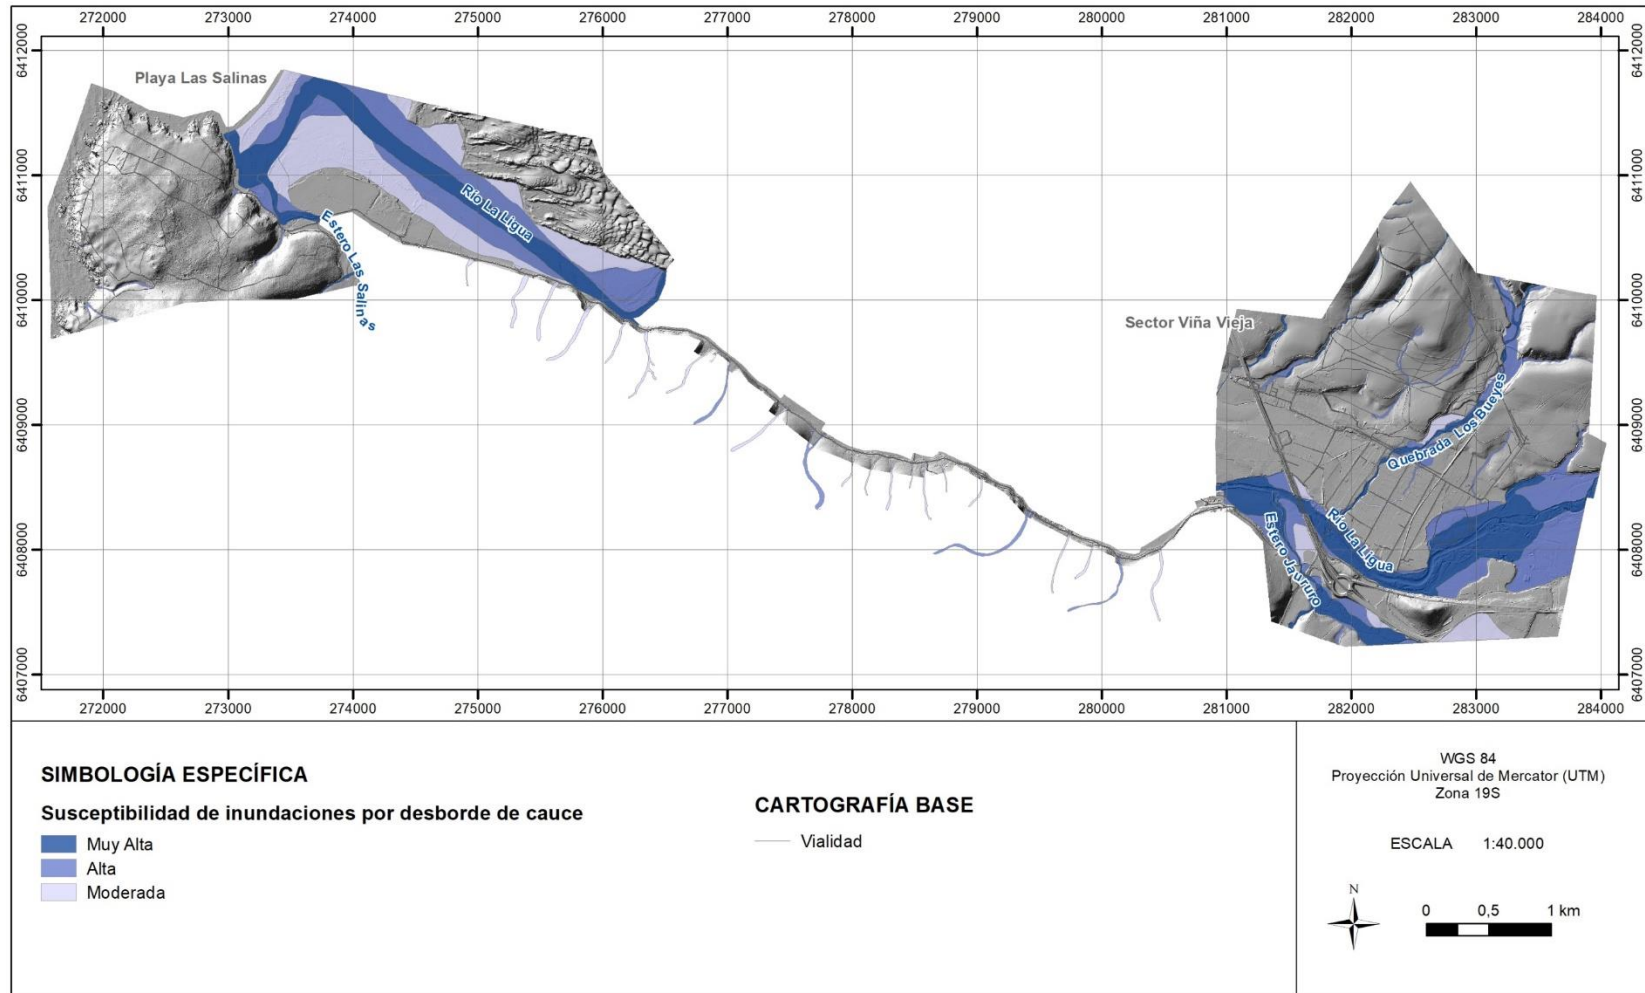 272000 273000 274000 275000 276000 277000 278000 279000 280000 281000 282000 283000 284000
6412000 6412000
Playa Las Salinas
6411000 6411000
Río La Ligua
Estero Las Salinas
6410000 6410000
Sector Viña Vieja
6409000 6409000
Quebrada Los Bueyes
Río La Ligua
Estero Jaururo
6408000 6408000
6407000 6407000
272000 273000 274000 275000 276000 277000 278000 279000 280000 281000 282000 283000 284000
SIMBOLOGÍA ESPECÍFICA
Susceptibilidad de inundaciones por desborde de cauce
Muy Alta
Alta
Moderada
CARTOGRAFÍA BASE
Vialidad
WGS 84
Proyección Universal de Mercator (UTM)
Zona 19S
ESCALA 1:40.000
N
0 0,5 1 km